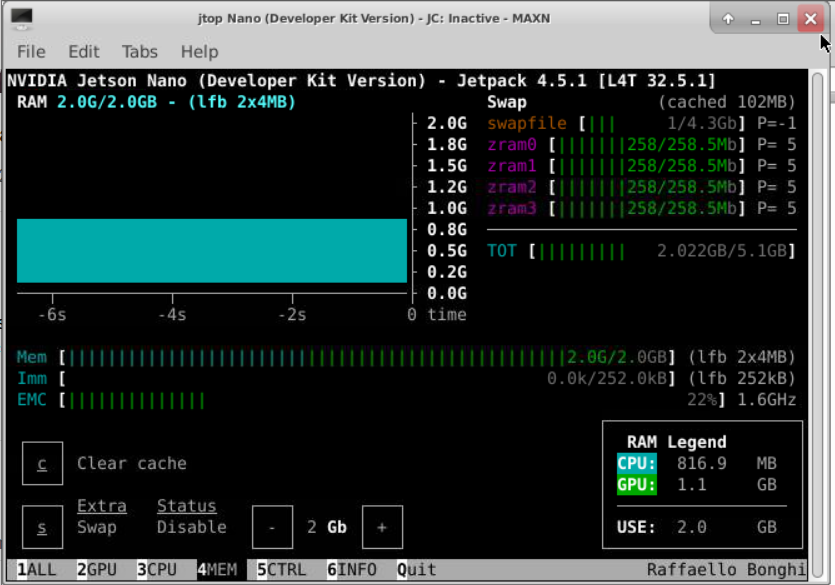 jtop Nano (Developer Kit Version) - JC: Inactive - MAXN
File Edit Tabs Help
NVIDIA Jetson Nano (Developer Kit Version) - Jetpack 4.5.1 [L4T 32.5.1]
RAM 2.0G/2.0GB - (lfb 2x4MB)
2.0G
1.8G
1.5G
1.2G
1.0G
0.8G
0.5G
0.2G
0.0G
-6s -4s -2s 0 time
Swap (cached 102MB)
swapfile [||| 1/4.3Gb] P=-1
zram0 [|||||||258/258.5Mb] P= 5
zram1 [|||||||258/258.5Mb] P= 5
zram2 [|||||||258/258.5Mb] P= 5
zram3 [|||||||258/258.5Mb] P= 5
TOT [||||||||| 2.022GB/5.1GB]
Mem [||||||||||||||||||||||||||||||||||||||||||||||||||2.0G/2.0GB] (lfb 2x4MB)
Imm [ 0.0k/252.0kB] (lfb 252kB)
EMC [|||||||||||||| 22%] 1.6GHz
c Clear cache
Extra Status
s Swap Disable - 2 Gb +
RAM Legend
CPU: 816.9 MB
GPU: 1.1 GB
USE: 2.0 GB
1ALL 2GPU 3CPU 4MEM 5CTRL 6INFO Quit Raffaello Bonghi